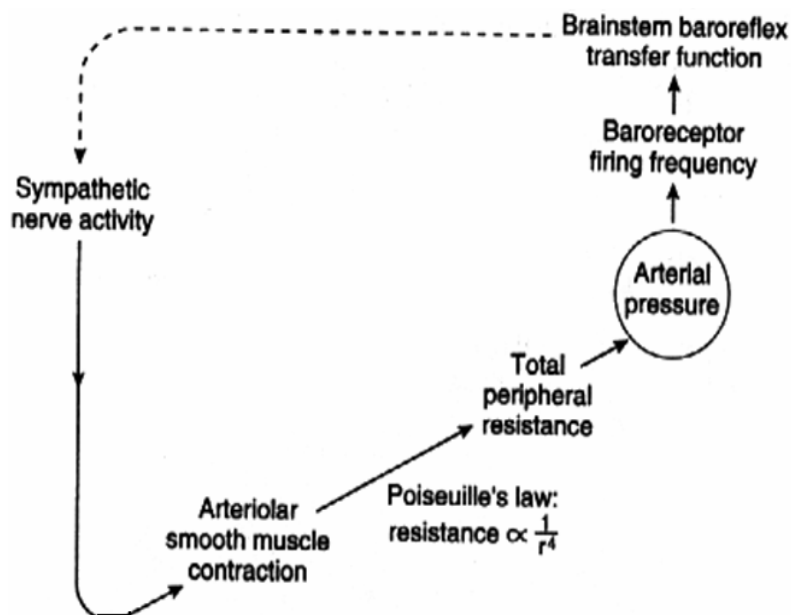 Brainstem baroreflex
transfer function
Baroreceptor
firing frequency
Sympathetic
nerve activity
Arterial
pressure
Total
peripheral
resistance
Poiseuille's law:
resistance ∝ 1/r⁴
Arteriolar
smooth muscle
contraction